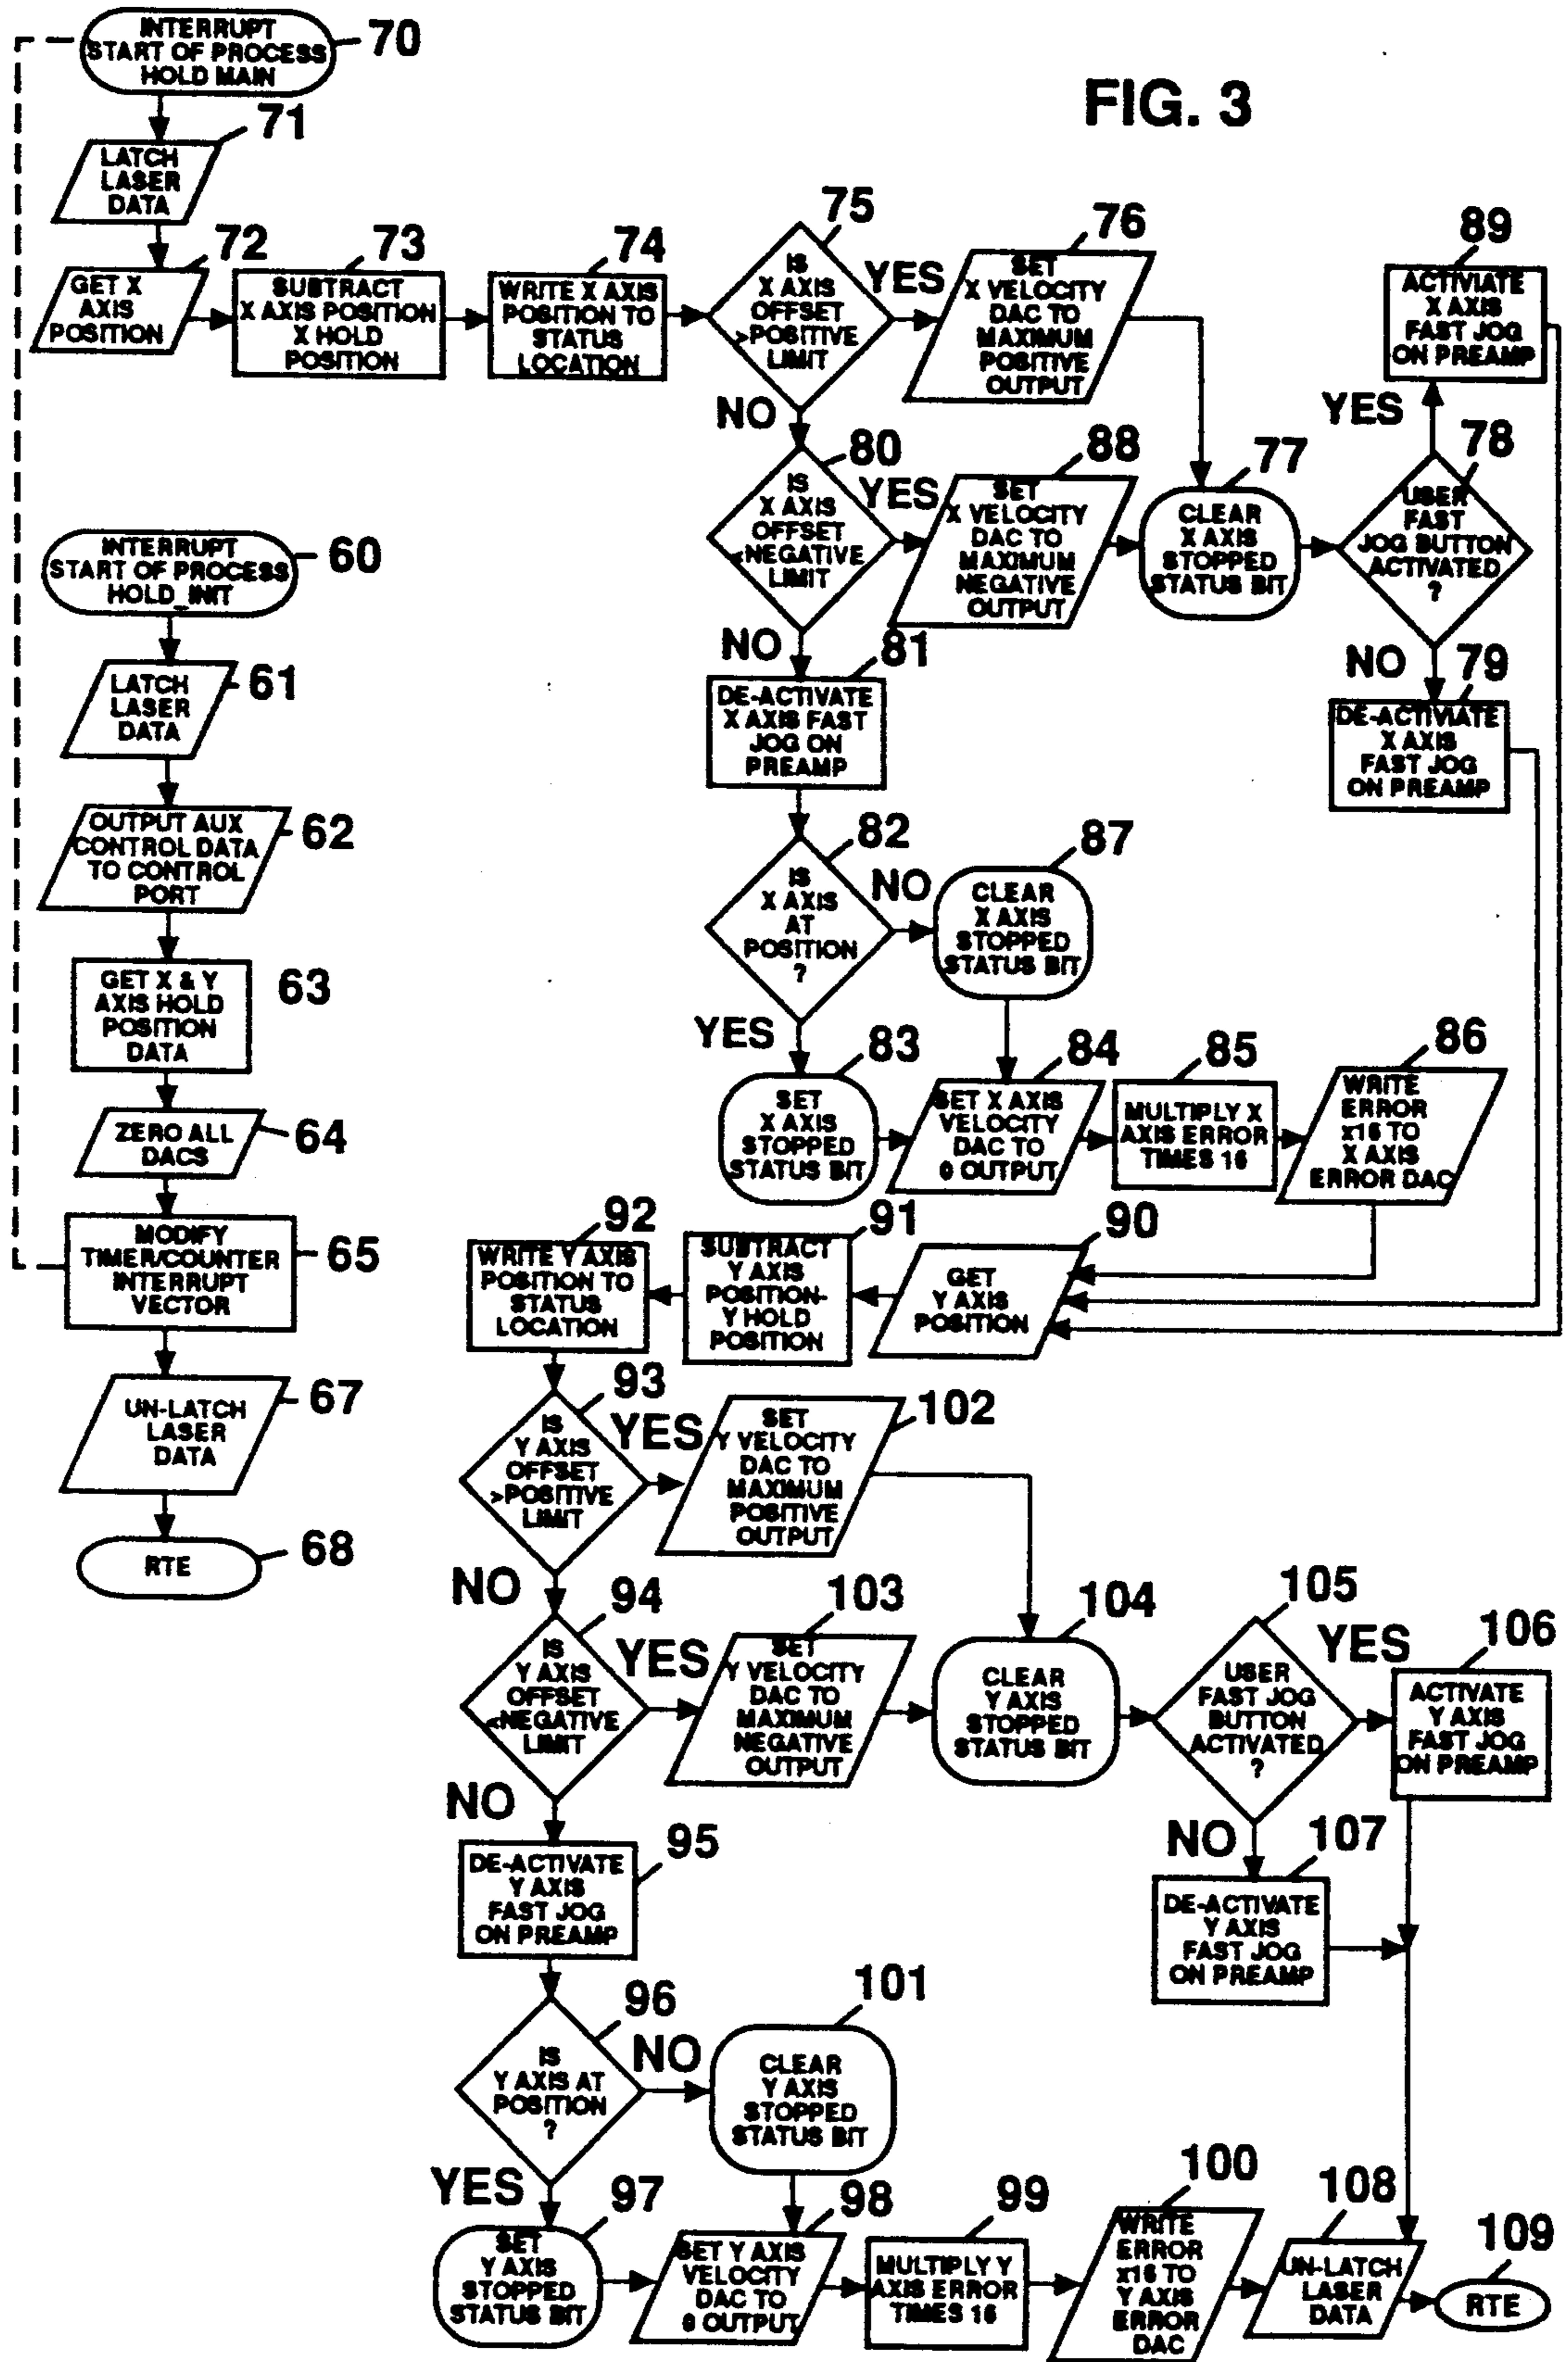 FIG. 3
INTERRUPT
START OF PROCESS
HOLD MAIN
70
LATCH
LASER
DATA
71
GET X
AXIS
POSITION
72
SUBTRACT
X AXIS POSITION
X HOLD
POSITION
73
WRITE X AXIS
POSITION TO
STATUS
LOCATION
74
IS
X AXIS
OFFSET
>POSITIVE
LIMIT
75
YES
NO
SET
X VELOCITY
DAC TO
MAXIMUM
POSITIVE
OUTPUT
76
IS
X AXIS
OFFSET
<NEGATIVE
LIMIT
80
YES
NO
SET
X VELOCITY
DAC TO
MAXIMUM
NEGATIVE
OUTPUT
88
CLEAR
X AXIS
STOPPED
STATUS BIT
77
USER
FAST
JOG BUTTON
ACTIVATED
?
78
YES
NO
ACTIVIATE
X AXIS
FAST JOG
ON PREAMP
89
DE-ACTIVIATE
X AXIS
FAST JOG
ON PREAMP
79
DE-ACTIVATE
X AXIS FAST
JOG ON
PREAMP
81
IS
X AXIS
AT
POSITION
?
82
NO
YES
CLEAR
X AXIS
STOPPED
STATUS BIT
87
SET
X AXIS
STOPPED
STATUS BIT
83
SET X AXIS
VELOCITY
DAC TO
0 OUTPUT
84
MULTIPLY X
AXIS ERROR
TIMES 16
85
WRITE
ERROR
x16 TO
X AXIS
ERROR DAC
86
INTERRUPT
START OF PROCESS
HOLD_INIT
60
LATCH
LASER
DATA
61
OUTPUT AUX
CONTROL DATA
TO CONTROL
PORT
62
GET X & Y
AXIS HOLD
POSITION
DATA
63
ZERO ALL
DACS
64
MODIFY
TIMER/COUNTER
INTERRUPT
VECTOR
65
UN-LATCH
LASER
DATA
67
RTE
68
GET
Y AXIS
POSITION
90
SUBTRACT
Y AXIS
POSITION-
Y HOLD
POSITION
91
WRITE Y AXIS
POSITION TO
STATUS
LOCATION
92
IS
Y AXIS
OFFSET
>POSITIVE
LIMIT
93
YES
NO
SET
Y VELOCITY
DAC TO
MAXIMUM
POSITIVE
OUTPUT
102
IS
Y AXIS
OFFSET
<NEGATIVE
LIMIT
94
YES
NO
SET
Y VELOCITY
DAC TO
MAXIMUM
NEGATIVE
OUTPUT
103
CLEAR
Y AXIS
STOPPED
STATUS BIT
104
USER
FAST JOG
BUTTON
ACTIVATED
?
105
YES
NO
ACTIVATE
Y AXIS
FAST JOG
ON PREAMP
106
DE-ACTIVATE
Y AXIS
FAST JOG
ON PREAMP
107
DE-ACTIVATE
Y AXIS
FAST JOG
ON PREAMP
95
IS
Y AXIS AT
POSITION
?
96
NO
YES
CLEAR
Y AXIS
STOPPED
STATUS BIT
101
SET
Y AXIS
STOPPED
STATUS BIT
97
SET Y AXIS
VELOCITY
DAC TO
0 OUTPUT
98
MULTIPLY Y
AXIS ERROR
TIMES 16
99
WRITE
ERROR
x16 TO
Y AXIS
ERROR
DAC
100
UN-LATCH
LASER
DATA
108
RTE
109